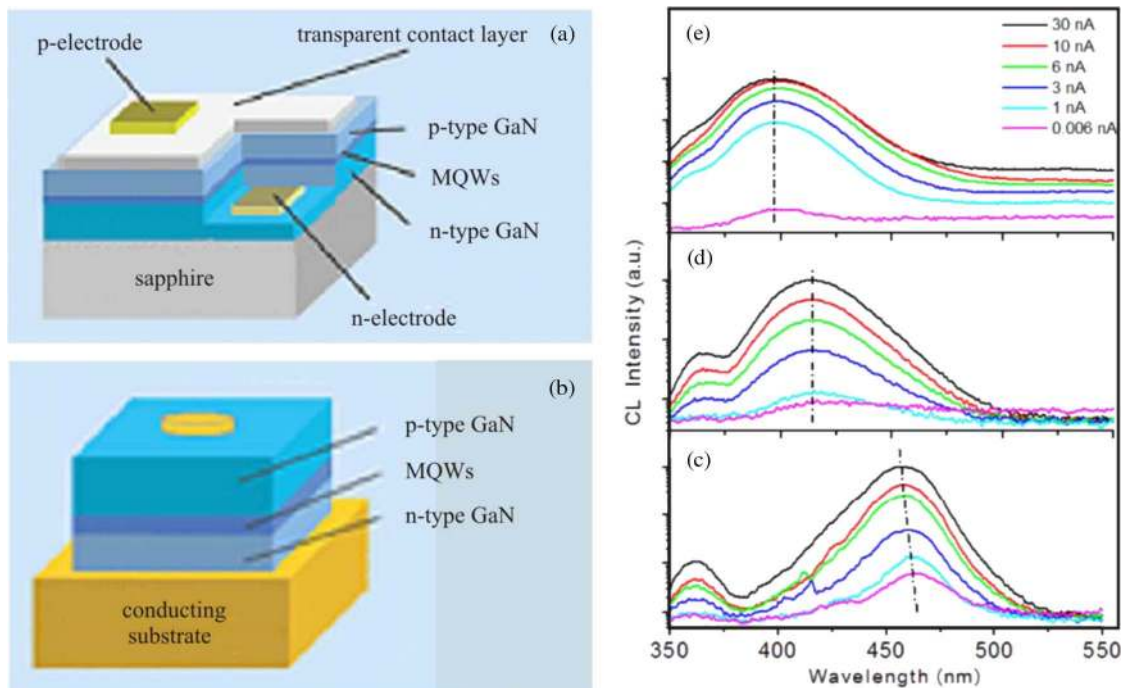 (a)
p-electrode
transparent contact layer
p-type GaN
MQWs
n-type GaN
sapphire
n-electrode
(b)
p-type GaN
MQWs
n-type GaN
conducting
substrate
(e)
30 nA
10 nA
6 nA
3 nA
1 nA
0.006 nA
(d)
(c)
CL Intensity (a.u.)
350 400 450 500 550
Wavelength (nm)